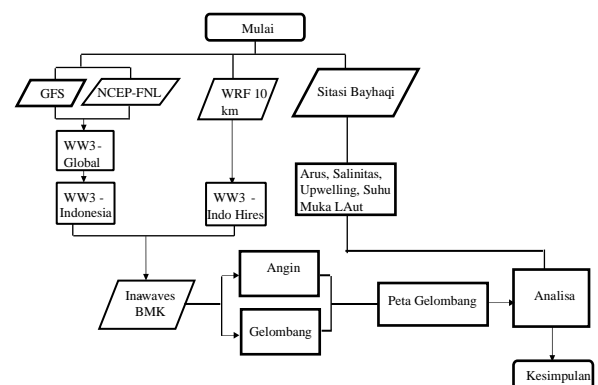 Mulai
GFS
NCEP-FNL
WRF 10
km
Sitasi Bayhaqi
WW3 -
Global
WW3 -
Indonesia
WW3 -
Indo Hires
Arus, Salinitas,
Upwelling, Suhu
Muka LAut
Inawaves
BMK
Angin
Gelombang
Peta Gelombang
Analisa
Kesimpulan